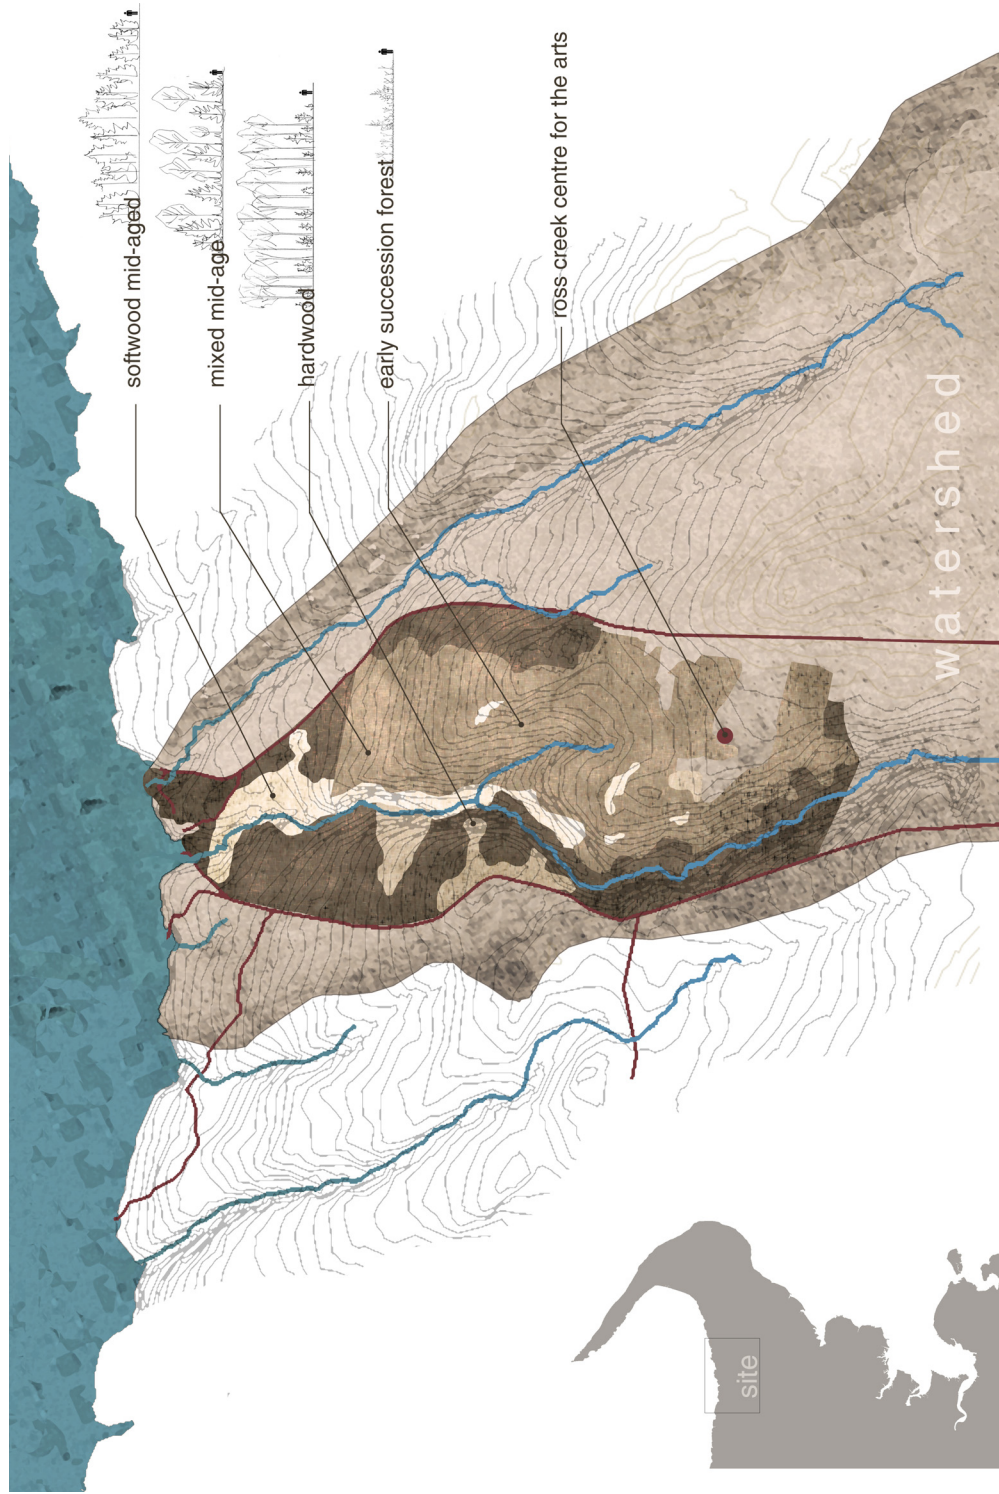 softwood mid-aged
mixed mid-age
hardwood
early succession forest
ross creek centre for the arts
watershed
site